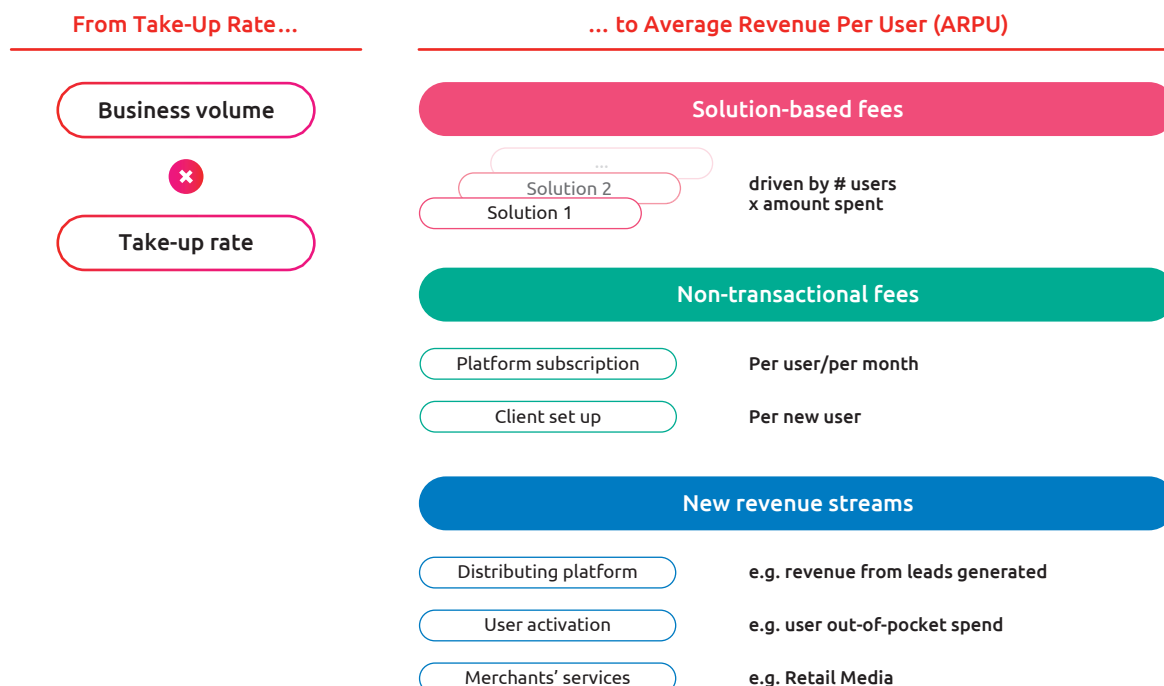 From Take-Up Rate...
... to Average Revenue Per User (ARPU)
Business volume
×
Take-up rate
Solution-based fees
...
Solution 2
Solution 1
driven by # users
x amount spent
Non-transactional fees
Platform subscription
Per user/per month
Client set up
Per new user
New revenue streams
Distributing platform
e.g. revenue from leads generated
User activation
e.g. user out-of-pocket spend
Merchants’ services
e.g. Retail Media